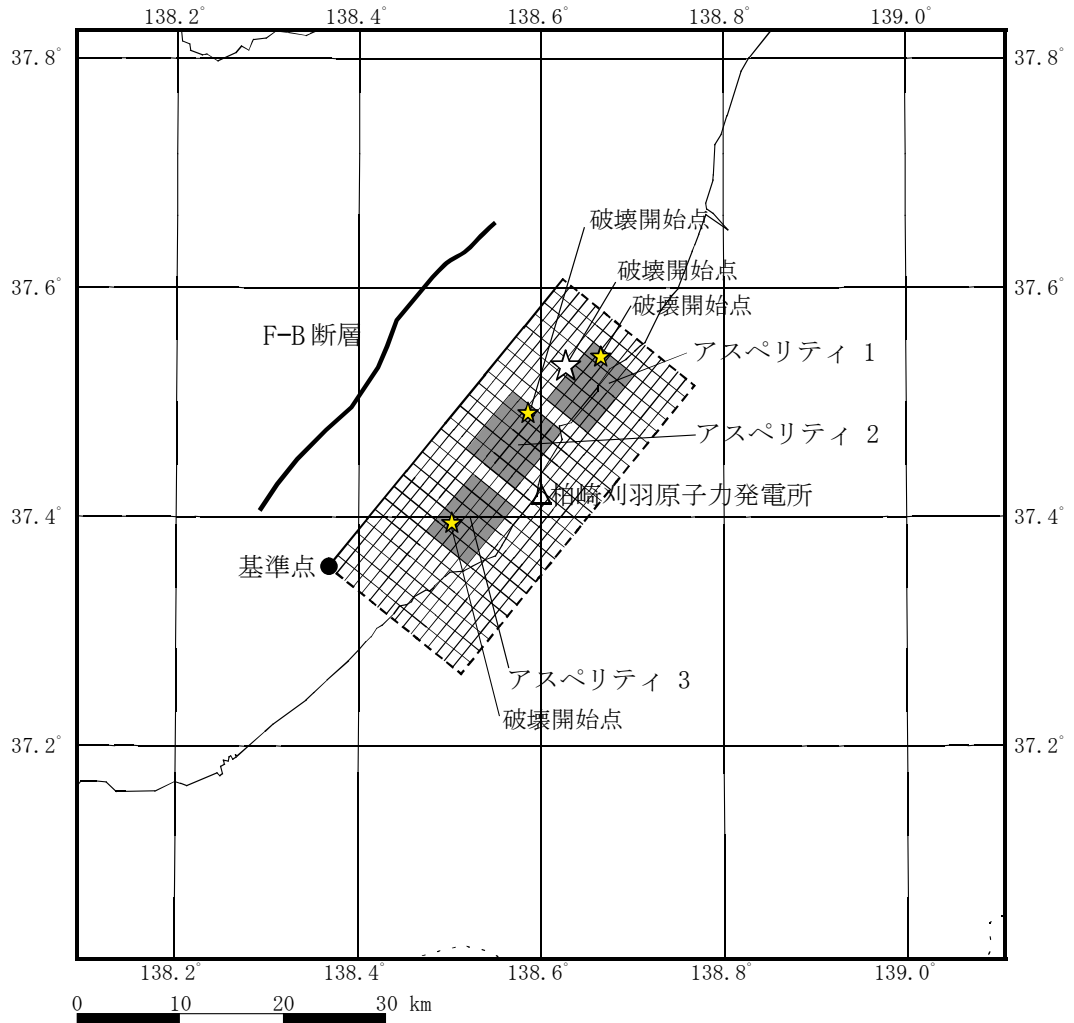 138.2° 138.4° 138.6° 138.8° 139.0°
37.8° 37.8°
破壊開始点
破壊開始点
37.6° 37.6°
破壊開始点
F-B断層
アスペリティ 1
アスペリティ 2
柏崎刈羽原子力発電所
37.4° 37.4°
基準点
アスペリティ 3
破壊開始点
37.2° 37.2°
138.2° 138.4° 138.6° 138.8° 139.0°
0 10 20 30 km